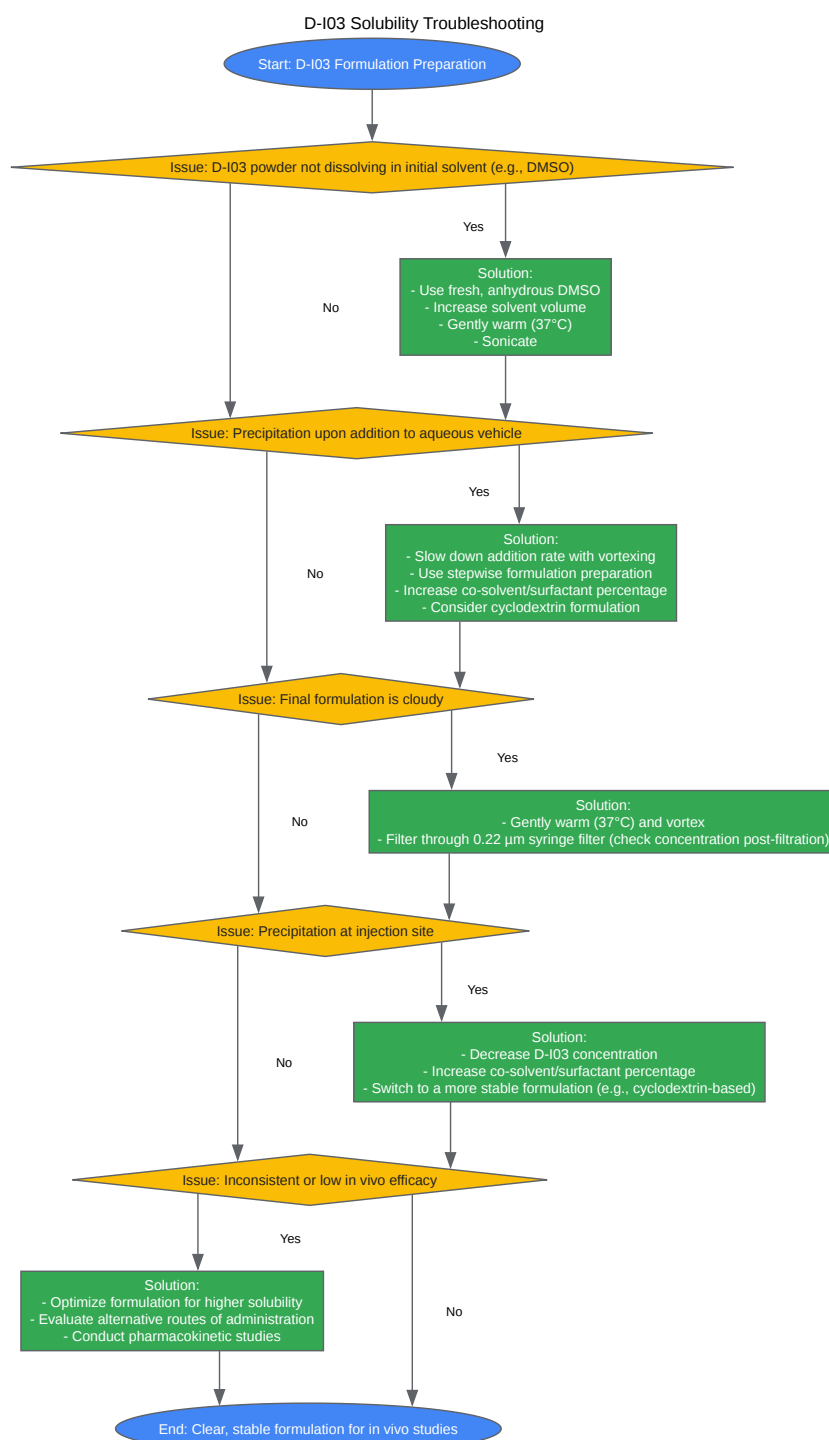 D-I03 Solubility Troubleshooting
Start: D-I03 Formulation Preparation
Issue: D-I03 powder not dissolving in initial solvent (e.g., DMSO)
Yes
Solution:
- Use fresh, anhydrous DMSO
- Increase solvent volume
- Gently warm (37°C)
- Sonicate
No
Issue: Precipitation upon addition to aqueous vehicle
Yes
Solution:
- Slow down addition rate with vortexing
- Use stepwise formulation preparation
- Increase co-solvent/surfactant percentage
- Consider cyclodextrin formulation
No
Issue: Final formulation is cloudy
Yes
Solution:
- Gently warm (37°C) and vortex
- Filter through 0.22 µm syringe filter (check concentration post-filtration)
No
Issue: Precipitation at injection site
Yes
Solution:
- Decrease D-I03 concentration
- Increase co-solvent/surfactant percentage
- Switch to a more stable formulation (e.g., cyclodextrin-based)
No
Issue: Inconsistent or low in vivo efficacy
Yes
Solution:
- Optimize formulation for higher solubility
- Evaluate alternative routes of administration
- Conduct pharmacokinetic studies
No
End: Clear, stable formulation for in vivo studies